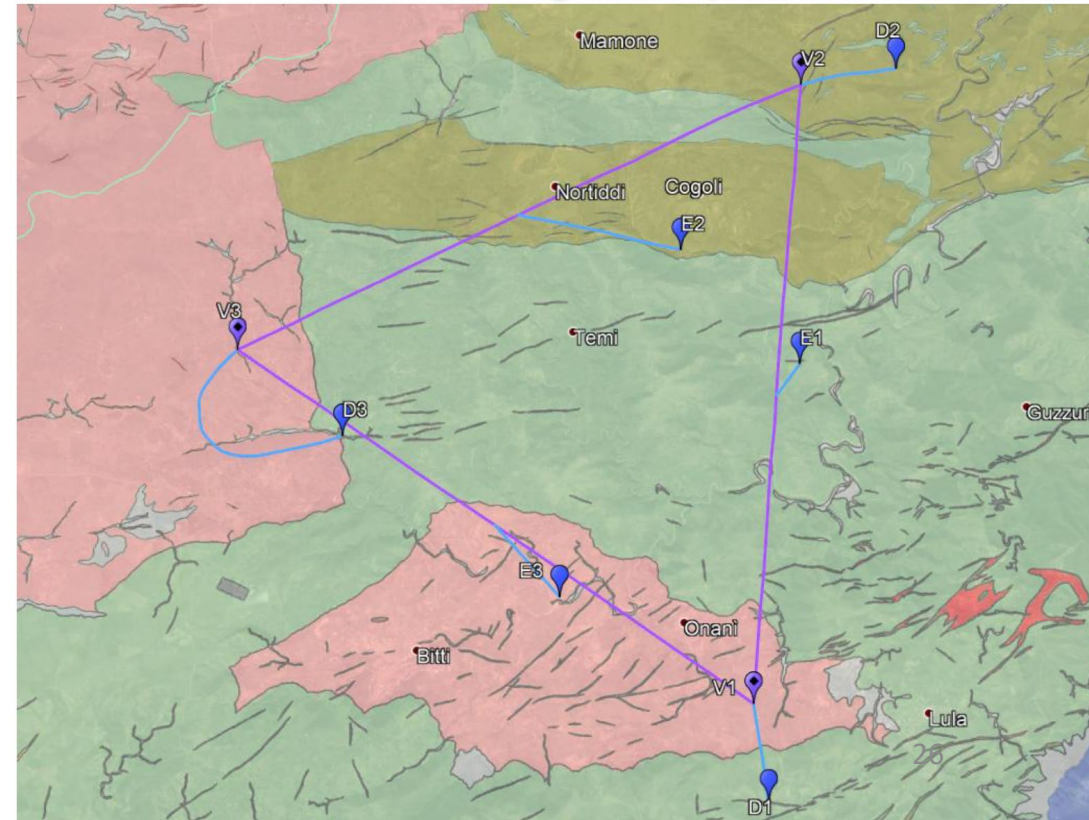 D2
Mamone
V2
Nortiddi
Cogoli
E2
V3
Temi
E1
D3
Guzzur
E3
Onanì
Bitti
V1
Lula
D1